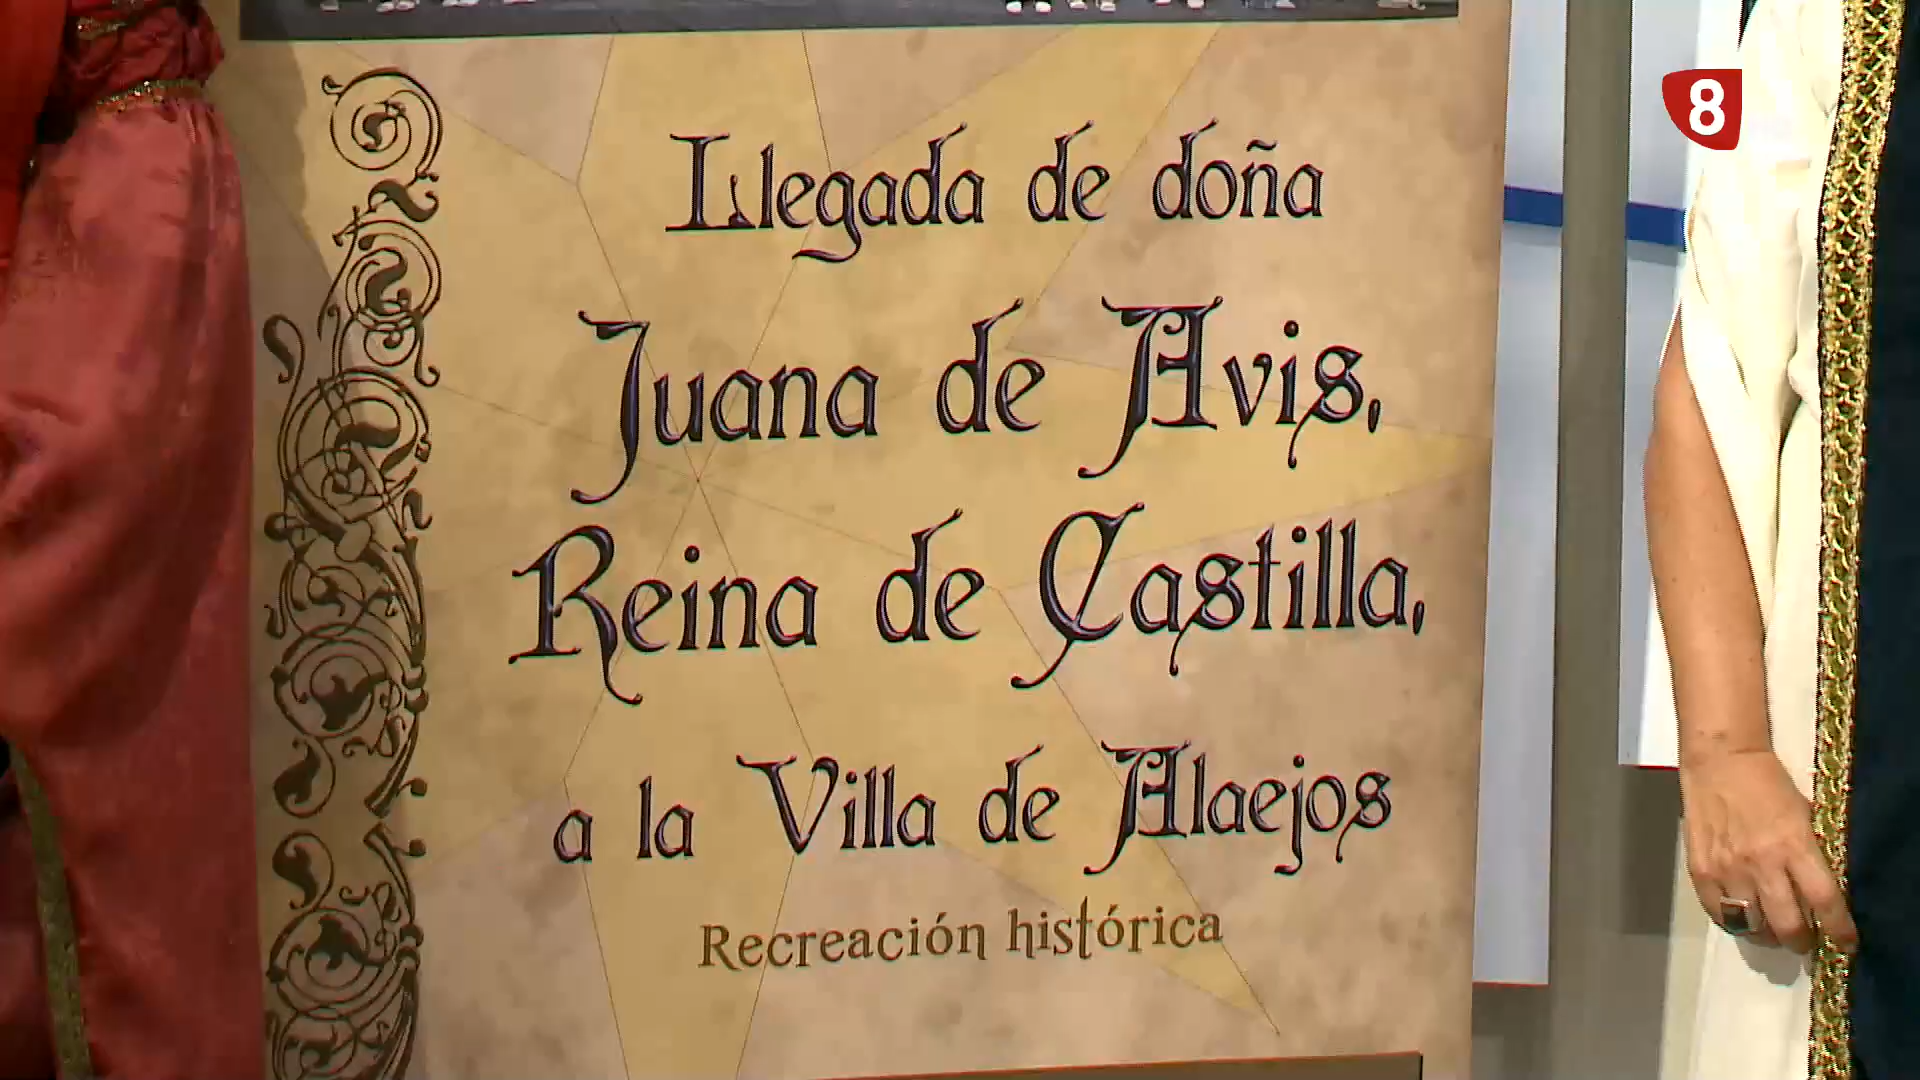 8
Llegada de doña
Juana de Avis,
Reina de Castilla,
a la Villa de Alaejos
Recreación histórica